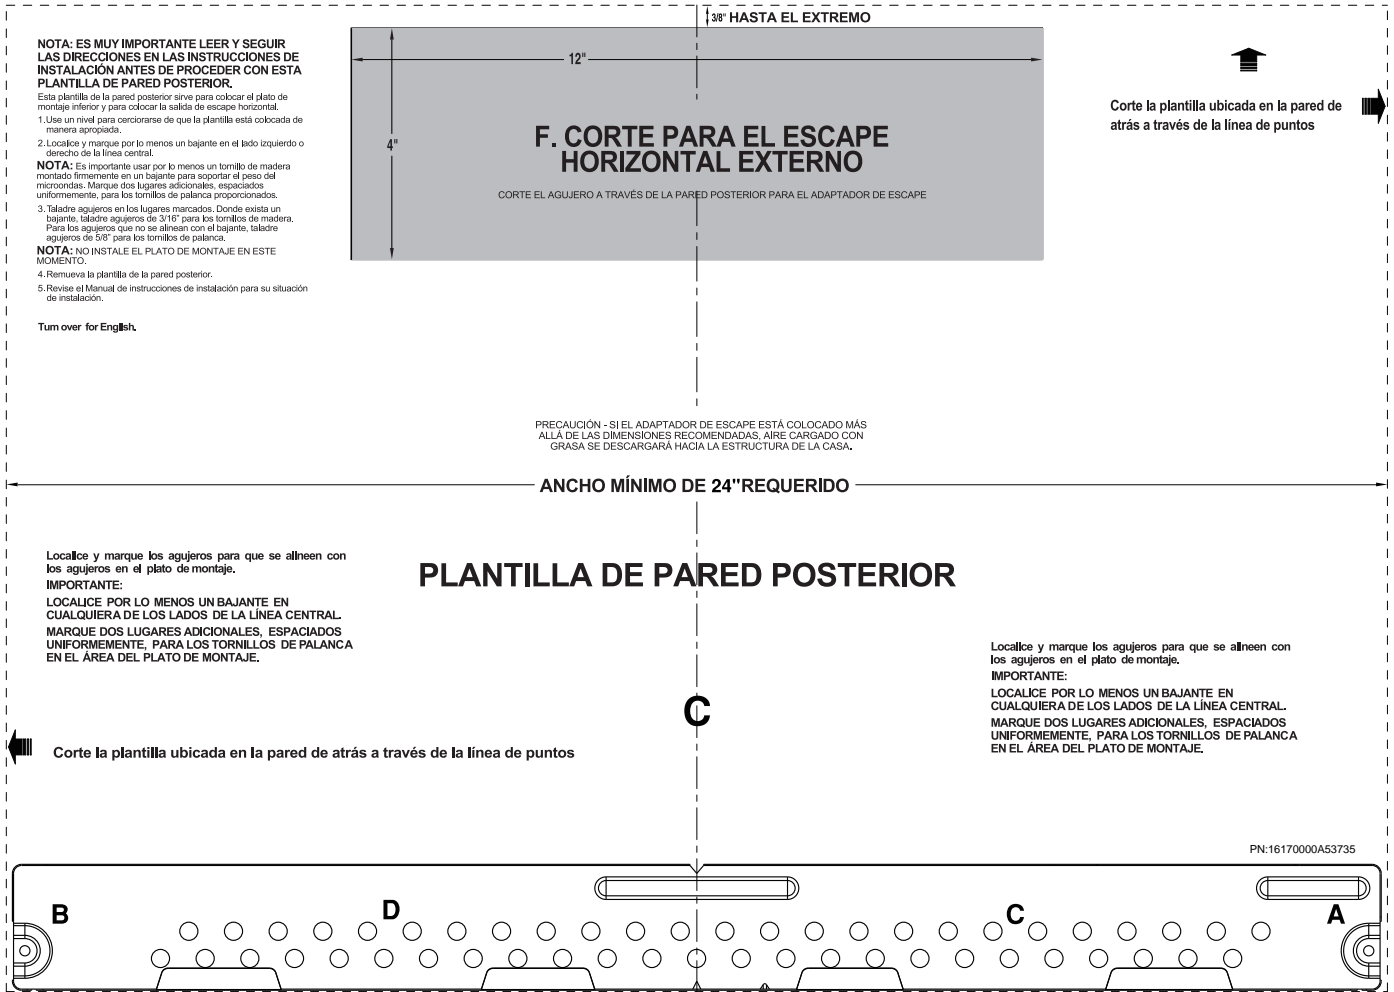 3/8" HASTA EL EXTREMO
NOTA: ES MUY IMPORTANTE LEER Y SEGUIR
LAS DIRECCIONES EN LAS INSTRUCCIONES DE
INSTALACIÓN ANTES DE PROCEDER CON ESTA
PLANTILLA DE PARED POSTERIOR.
Esta plantilla de la pared posterior sirve para colocar el plato de
montaje inferior y para colocar la salida de escape horizontal.
1.Use un nivel para cerciorarse de que la plantilla está colocada de
manera apropiada.
2.Localice y marque por lo menos un bajante en el lado izquierdo o
derecho de la línea central.
NOTA: Es importante usar por lo menos un tornillo de madera
montado firmemente en un bajante para soportar el peso del
microondas. Marque dos lugares adicionales, espaciados
uniformemente, para los tornillos de palanca proporcionados.
3.Taladre agujeros en los lugares marcados. Donde exista un
bajante, taladre agujeros de 3/16" para los tornillos de madera.
Para los agujeros que no se alinean con el bajante, taladre
agujeros de 5/8" para los tornillos de palanca.
NOTA: NO INSTALE EL PLATO DE MONTAJE EN ESTE
MOMENTO.
4.Remueva la plantilla de la pared posterior.
5.Revise el Manual de instrucciones de instalación para su situación
de instalación.
Turn over for English.
12"
4"
F. CORTE PARA EL ESCAPE
HORIZONTAL EXTERNO
CORTE EL AGUJERO A TRAVÉS DE LA PARED POSTERIOR PARA EL ADAPTADOR DE ESCAPE
Corte la plantilla ubicada en la pared de
atrás a través de la línea de puntos
PRECAUCIÓN - SI EL ADAPTADOR DE ESCAPE ESTÁ COLOCADO MÁS
ALLÁ DE LAS DIMENSIONES RECOMENDADAS, AIRE CARGADO CON
GRASA SE DESCARGARÁ HACIA LA ESTRUCTURA DE LA CASA.
ANCHO MÍNIMO DE 24"REQUERIDO
Localice y marque los agujeros para que se alineen con
los agujeros en el plato de montaje.
IMPORTANTE:
LOCALICE POR LO MENOS UN BAJANTE EN
CUALQUIERA DE LOS LADOS DE LA LÍNEA CENTRAL.
MARQUE DOS LUGARES ADICIONALES, ESPACIADOS
UNIFORMEMENTE, PARA LOS TORNILLOS DE PALANCA
EN EL ÁREA DEL PLATO DE MONTAJE.
PLANTILLA DE PARED POSTERIOR
Localice y marque los agujeros para que se alineen con
los agujeros en el plato de montaje.
IMPORTANTE:
LOCALICE POR LO MENOS UN BAJANTE EN
CUALQUIERA DE LOS LADOS DE LA LÍNEA CENTRAL.
MARQUE DOS LUGARES ADICIONALES, ESPACIADOS
UNIFORMEMENTE, PARA LOS TORNILLOS DE PALANCA
EN EL ÁREA DEL PLATO DE MONTAJE.
C
Corte la plantilla ubicada en la pared de atrás a través de la línea de puntos
PN:16170000A53735
B
D
C
A